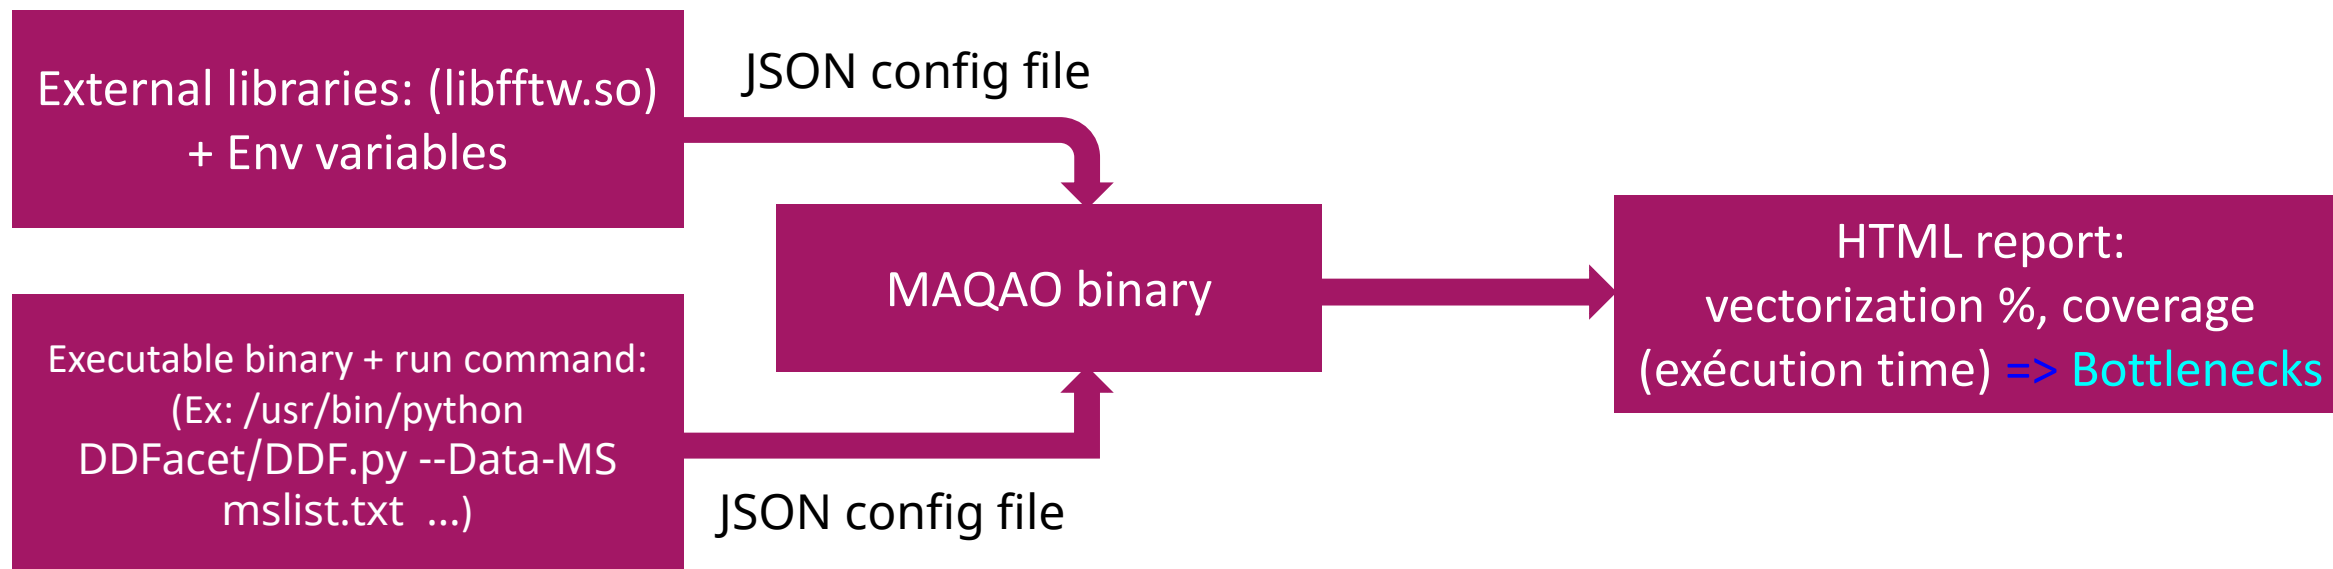 External libraries: (libfftw.so)
+ Env variables
JSON config file
MAQAO binary
Executable binary + run command:
(Ex: /usr/bin/python
DDFacet/DDF.py --Data-MS
mslist.txt  ...)
JSON config file
HTML report:
vectorization %, coverage
(exécution time) => Bottlenecks